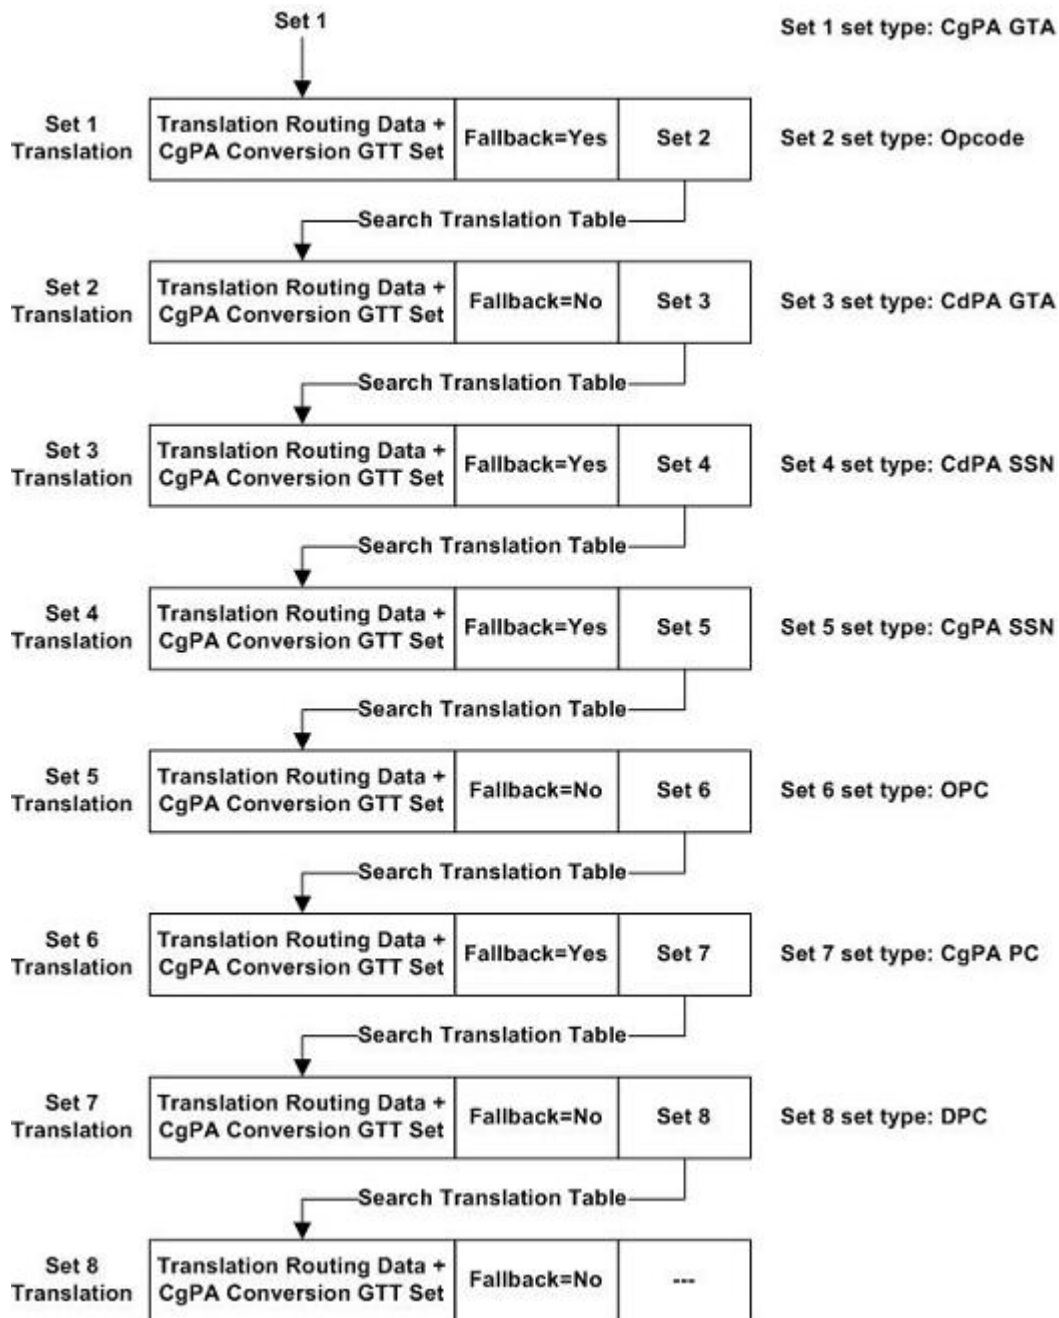 Set 1
Set 1 set type: CgPA GTA
Set 1
Translation
Translation Routing Data +
CgPA Conversion GTT Set
Fallback=Yes
Set 2
Set 2 set type: Opcode
Search Translation Table
Set 2
Translation
Translation Routing Data +
CgPA Conversion GTT Set
Fallback=No
Set 3
Set 3 set type: CdPA GTA
Search Translation Table
Set 3
Translation
Translation Routing Data +
CgPA Conversion GTT Set
Fallback=Yes
Set 4
Set 4 set type: CdPA SSN
Search Translation Table
Set 4
Translation
Translation Routing Data +
CgPA Conversion GTT Set
Fallback=Yes
Set 5
Set 5 set type: CgPA SSN
Search Translation Table
Set 5
Translation
Translation Routing Data +
CgPA Conversion GTT Set
Fallback=No
Set 6
Set 6 set type: OPC
Search Translation Table
Set 6
Translation
Translation Routing Data +
CgPA Conversion GTT Set
Fallback=Yes
Set 7
Set 7 set type: CgPA PC
Search Translation Table
Set 7
Translation
Translation Routing Data +
CgPA Conversion GTT Set
Fallback=No
Set 8
Set 8 set type: DPC
Search Translation Table
Set 8
Translation
Translation Routing Data +
CgPA Conversion GTT Set
Fallback=No
---